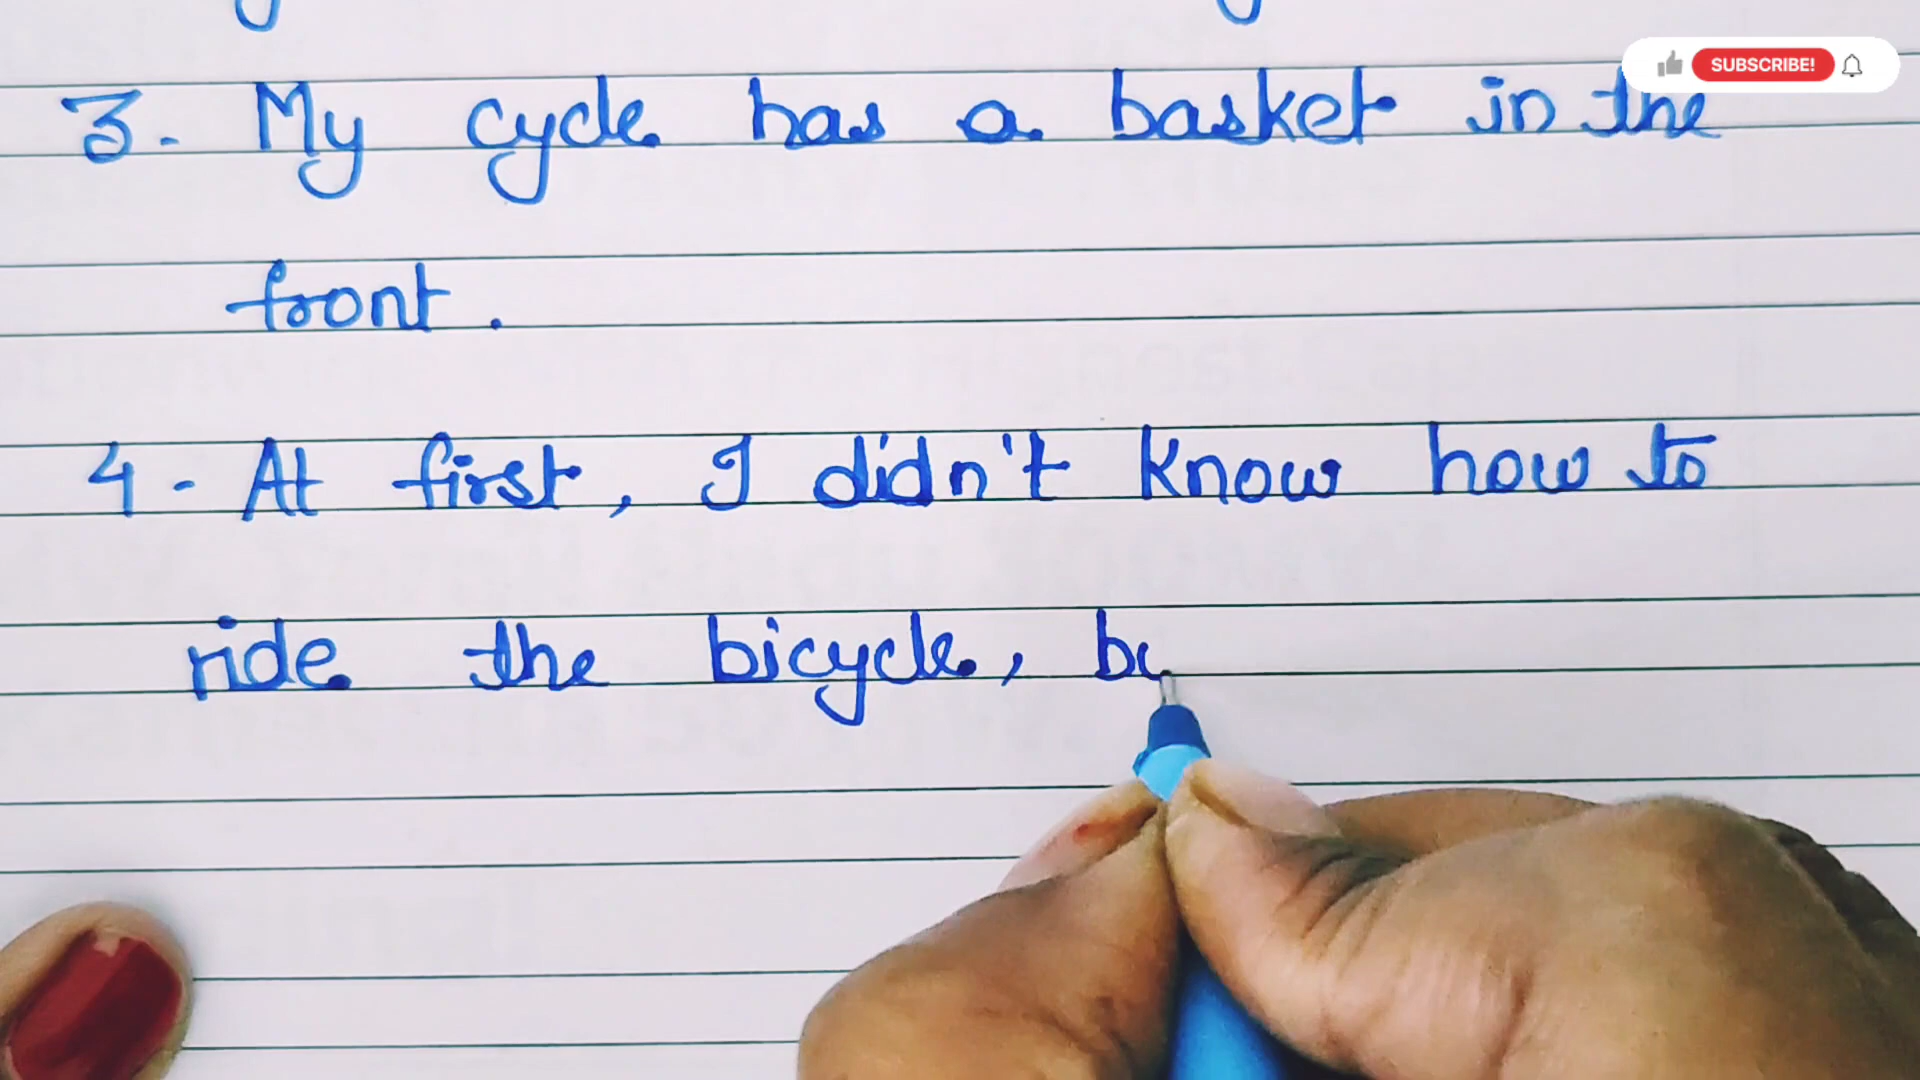 SUBSCRIBE!
3. My cycle has a basket in the
front.
4. At first, I didn't know how to
ride the bicycle,